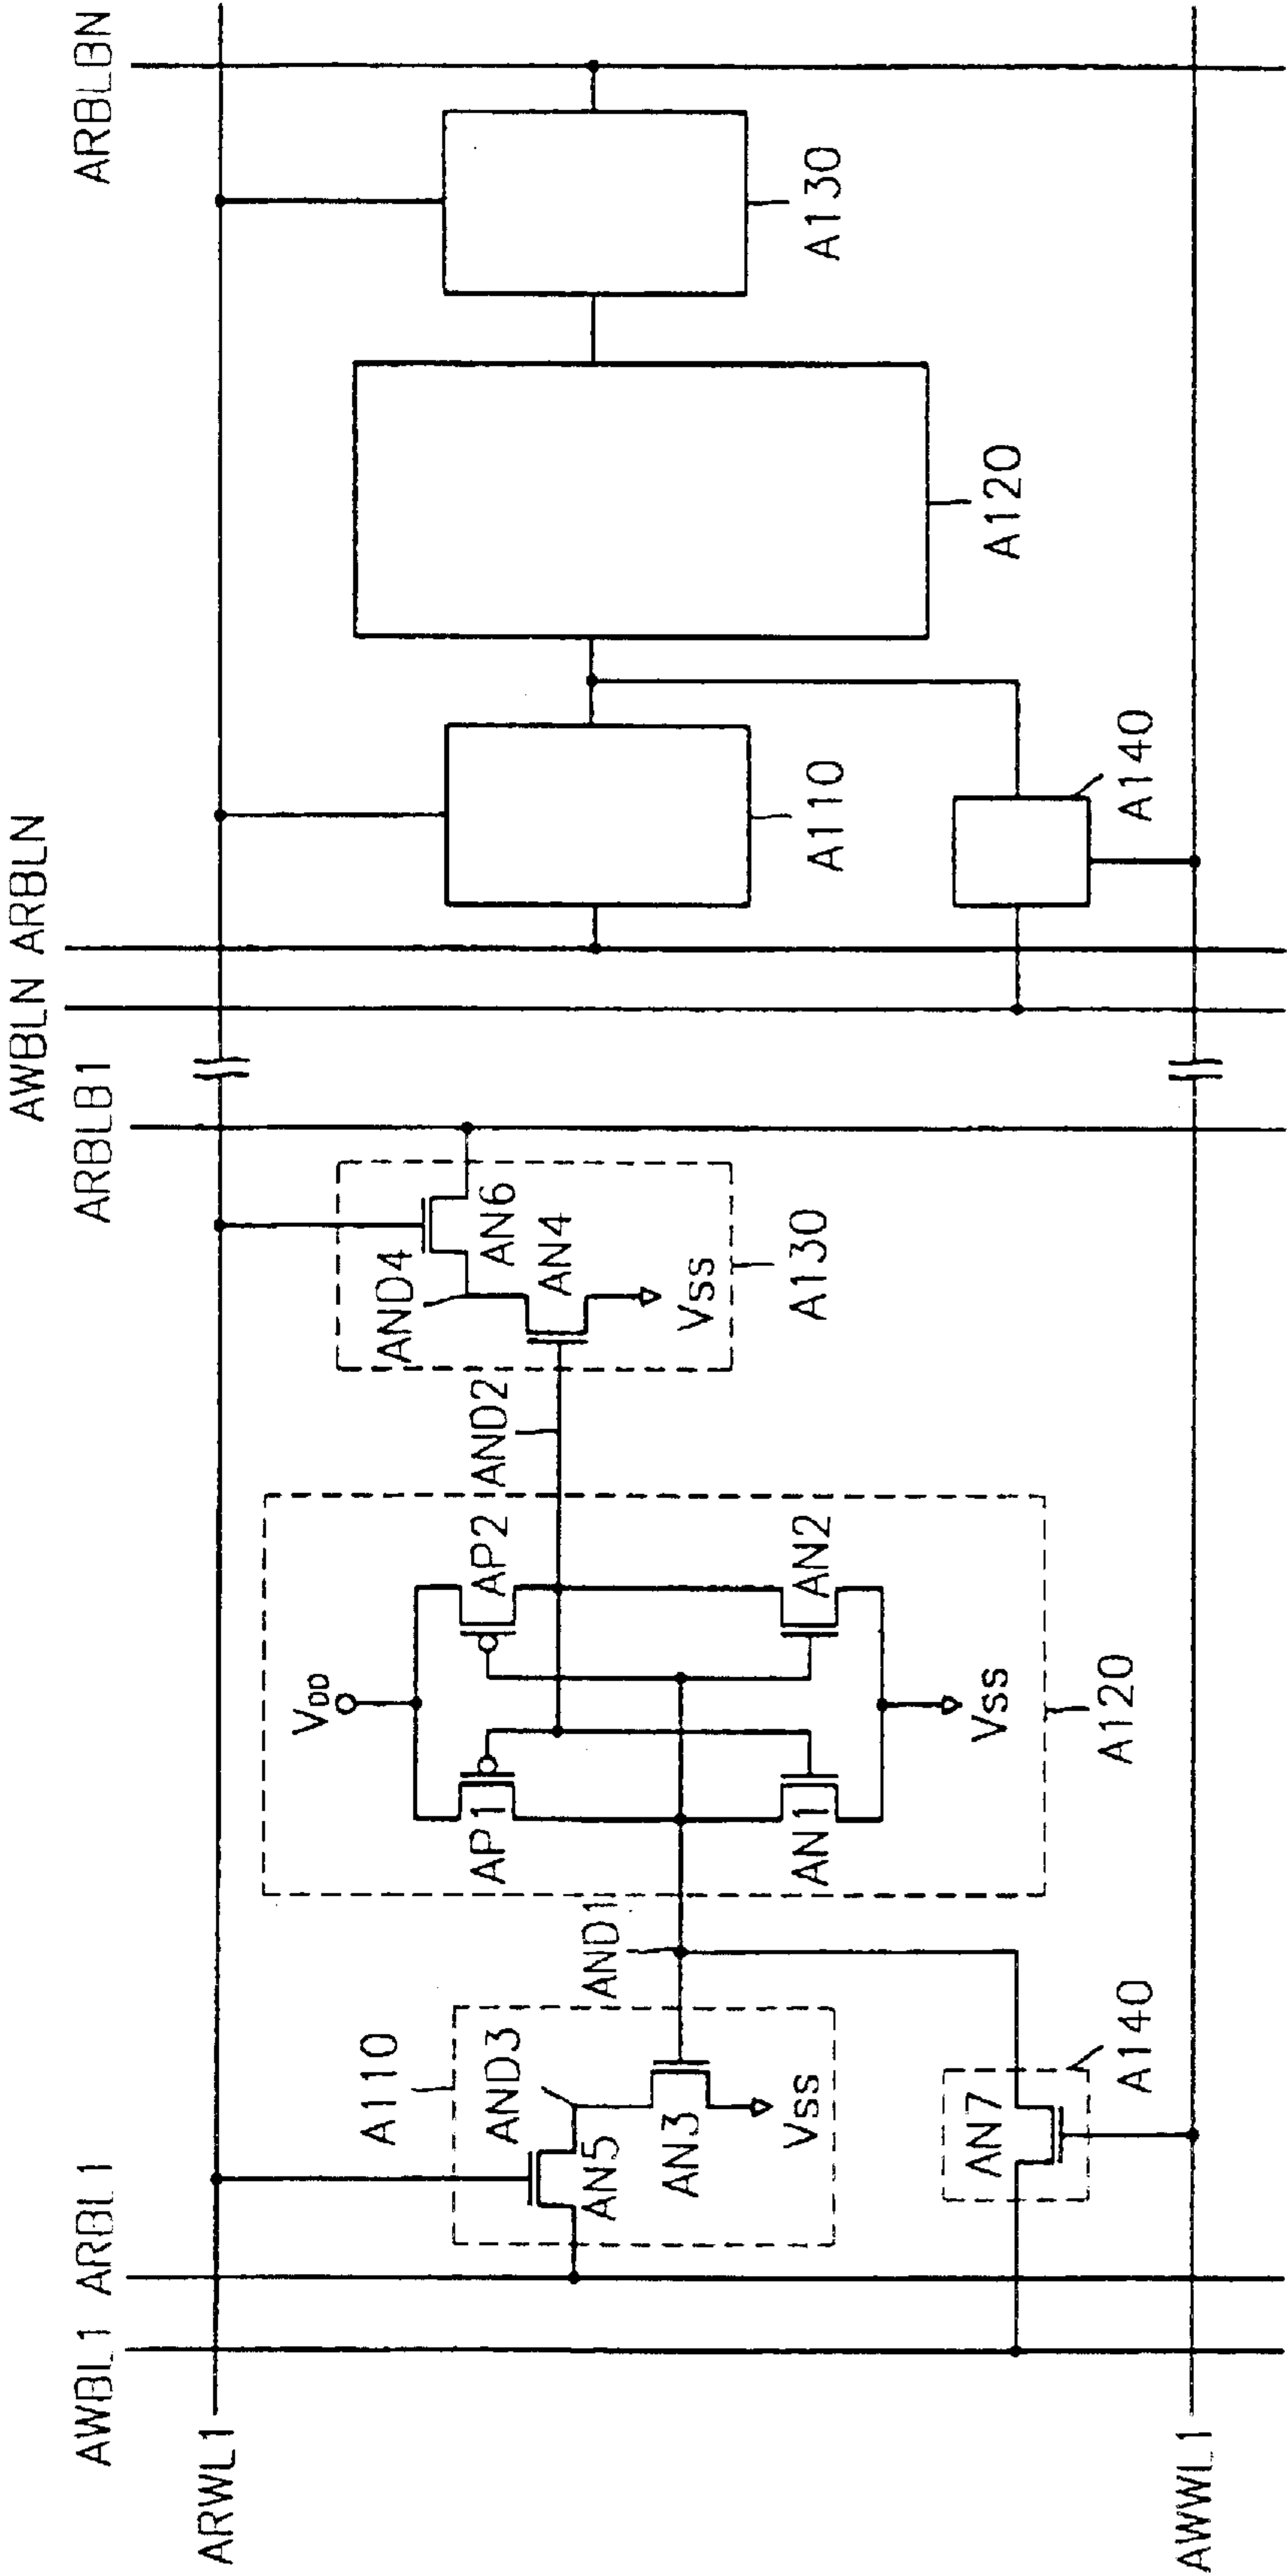 AWBL1 ARBL1
ARWL1
AWWL1
A110
AND3
AN5
AN3
Vss
AN7
A140
AND1
VDD
AP1
AP2
AN1
AN2
Vss
A120
AND2
AND4
AN6
AN4
Vss
A130
ARBLB1
AWBLN ARBLN
A110
A140
A120
A130
ARBLBN